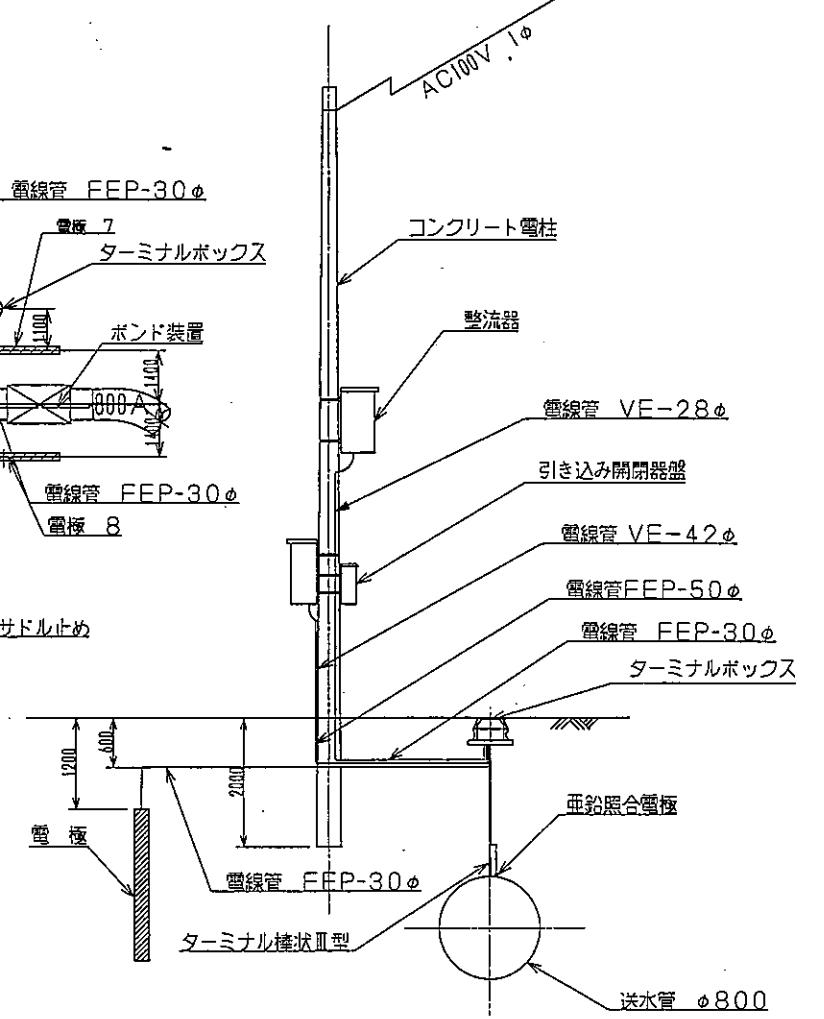 AC100V 1φ
電線管 FEP-30φ
電極 7
ターミナルボックス
1100
ボンド装置
1400
800A
1400
電線管 FEP-30φ
電極 8
サドル止め
コンクリート電柱
整流器
電線管 VE-28φ
引き込み開閉器盤
電線管 VE-42φ
電線管FEP-50φ
電線管 FEP-30φ
ターミナルボックス
1200
600
2000
電 極
電線管 FEP-30φ
ターミナル棒状Ⅲ型
亜鉛照合電極
送水管 φ800